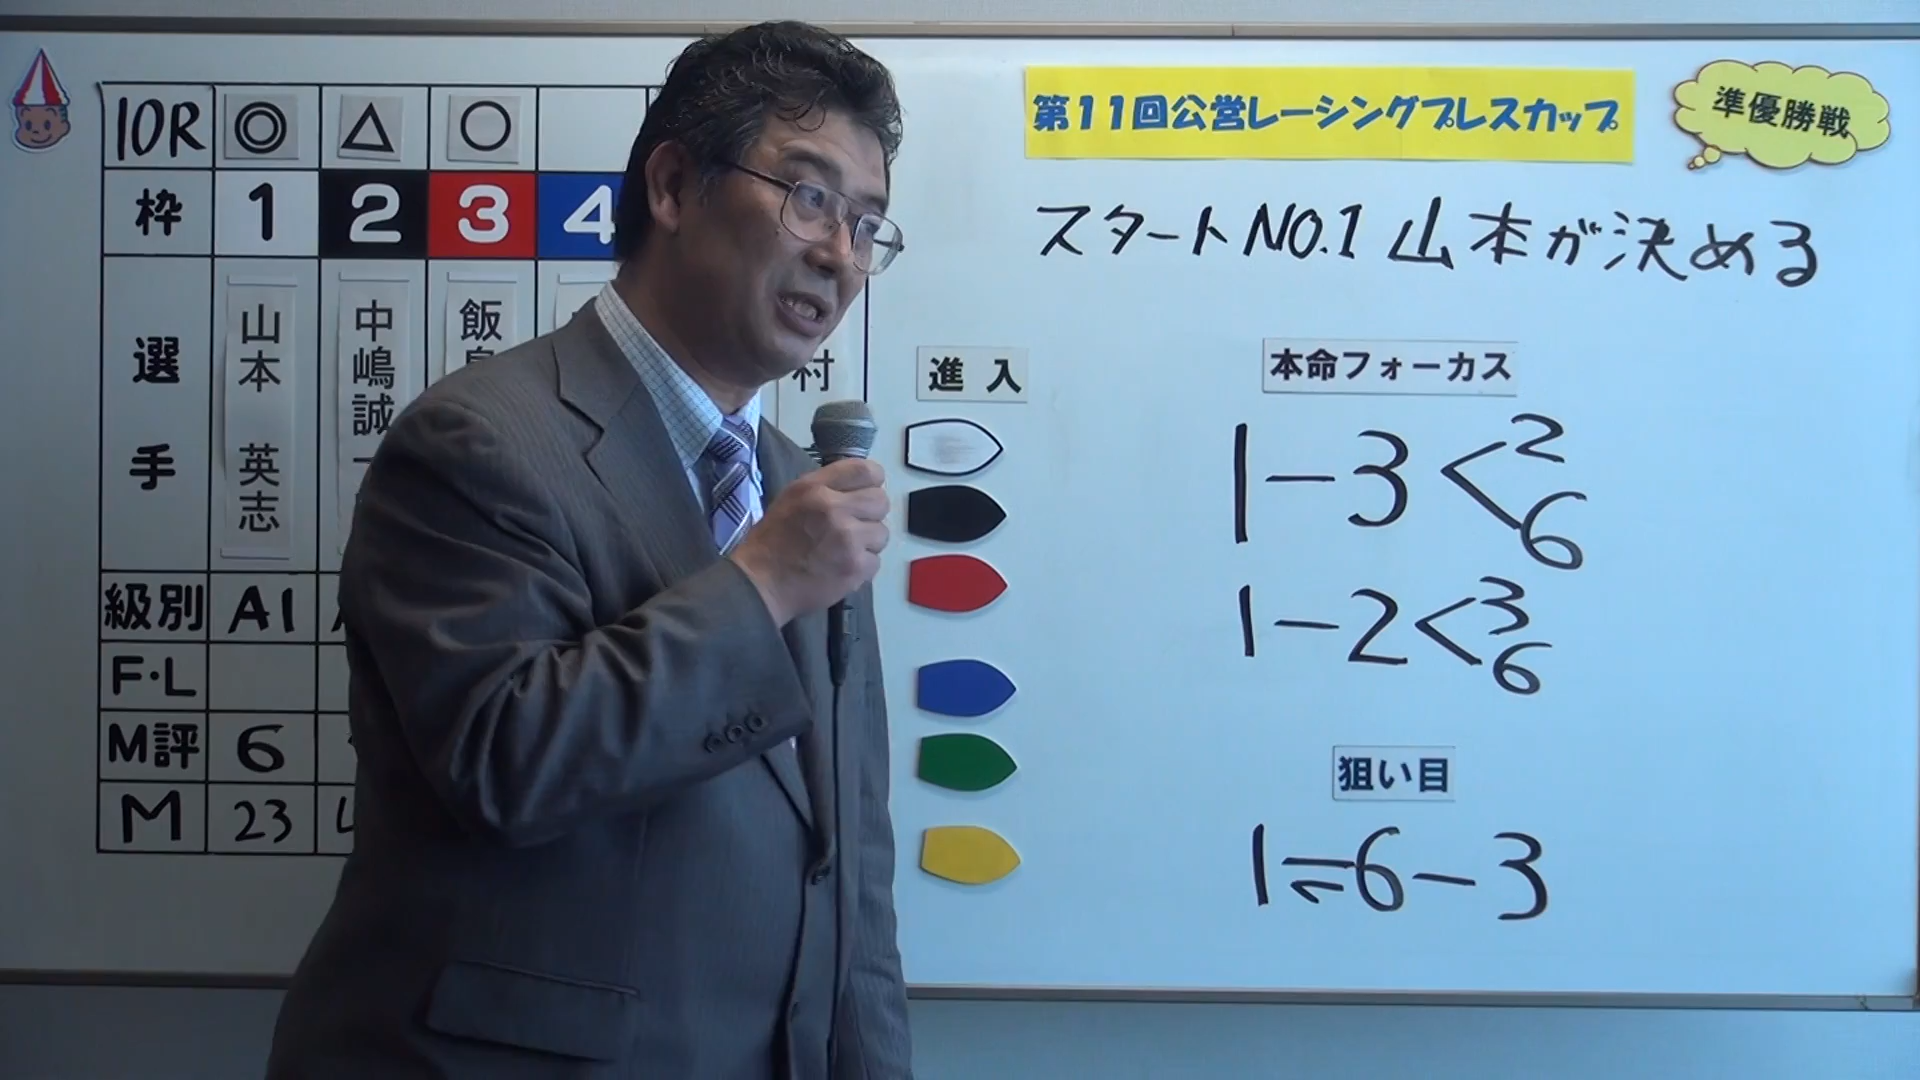 第11回公営レーシングプレスカップ
準優勝戦
10R ◎ △ ○
枠 1 2 3 4
選手 山本 英志 中嶋誠一 飯 村
級別 A1
F・L
M評 6
M 23
スタートNO.1 山本が決める
進入
本命フォーカス
1-3<2 6
1-2<3 6
狙い目
1=6-3